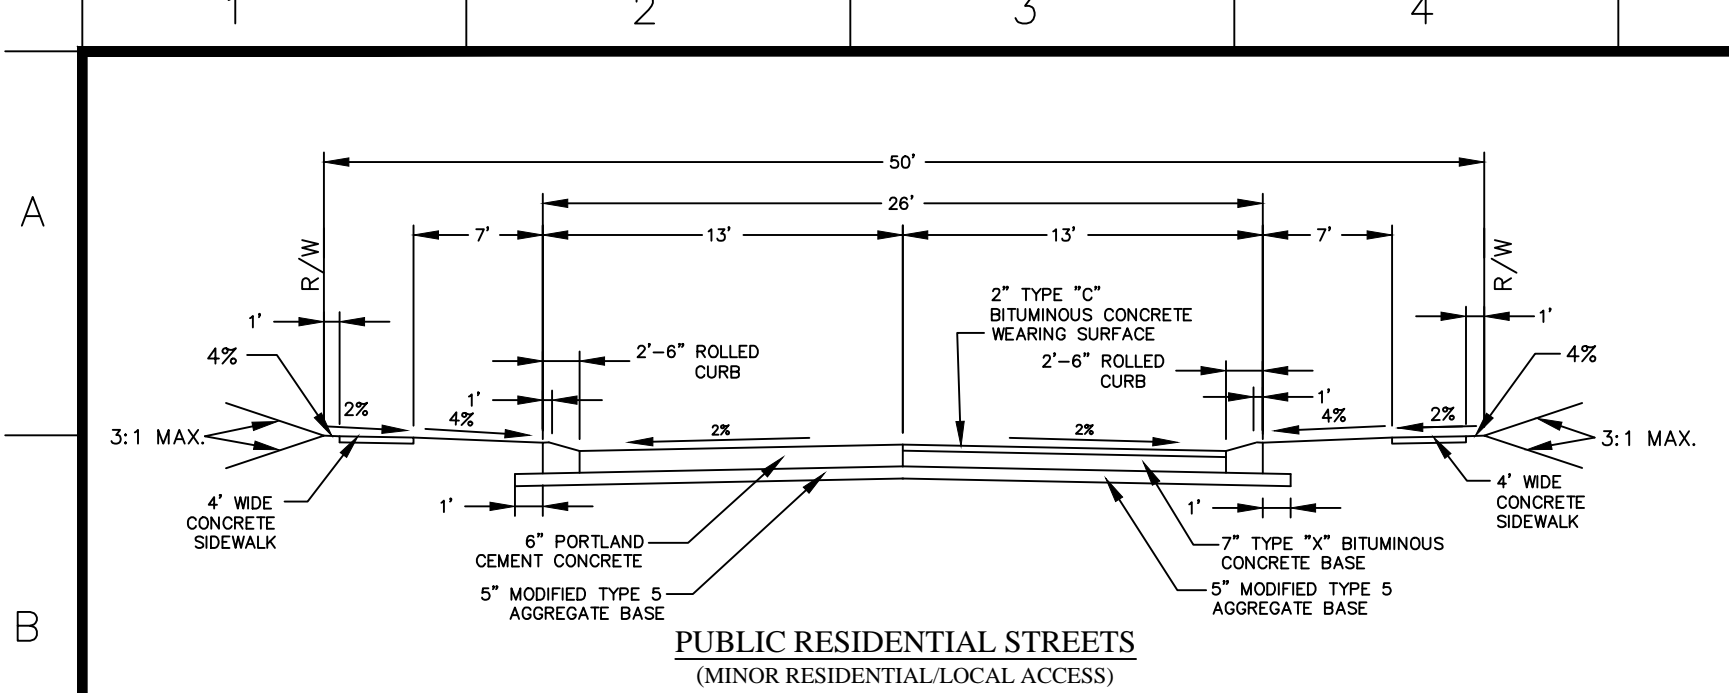 1 2 3 4
A
50'
26'
7' 13' 13' 7'
R/W R/W
2" TYPE "C"
BITUMINOUS CONCRETE
WEARING SURFACE
1' 1'
4% 2'-6" ROLLED
CURB
2'-6" ROLLED
CURB
4%
1' 1'
2% 4% 2% 2% 4% 2%
3:1 MAX. 3:1 MAX.
4' WIDE
CONCRETE
SIDEWALK
4' WIDE
CONCRETE
SIDEWALK
1' 1'
6" PORTLAND
CEMENT CONCRETE
7" TYPE "X" BITUMINOUS
CONCRETE BASE
5" MODIFIED TYPE 5
AGGREGATE BASE
5" MODIFIED TYPE 5
AGGREGATE BASE
B
PUBLIC RESIDENTIAL STREETS
(MINOR RESIDENTIAL/LOCAL ACCESS)